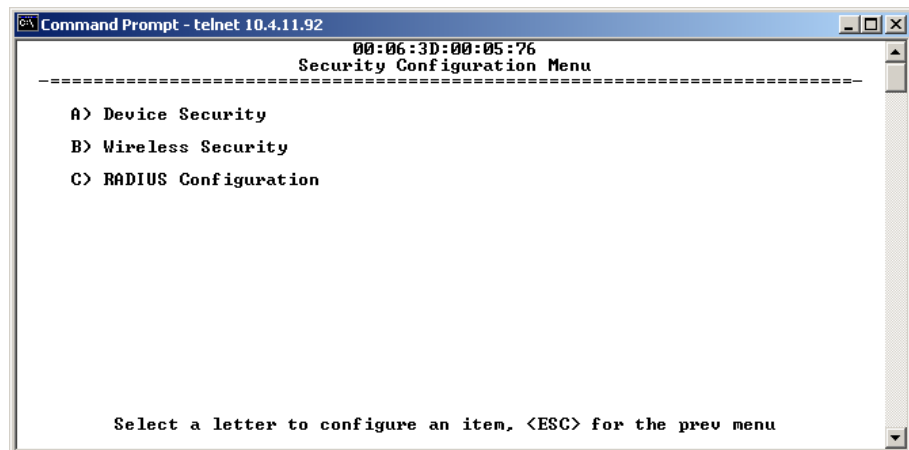 Command Prompt - telnet 10.4.11.92
00:06:3D:00:05:76
Security Configuration Menu
-==============================================================================-
A) Device Security
B) Wireless Security
C) RADIUS Configuration
Select a letter to configure an item, <ESC> for the prev menu